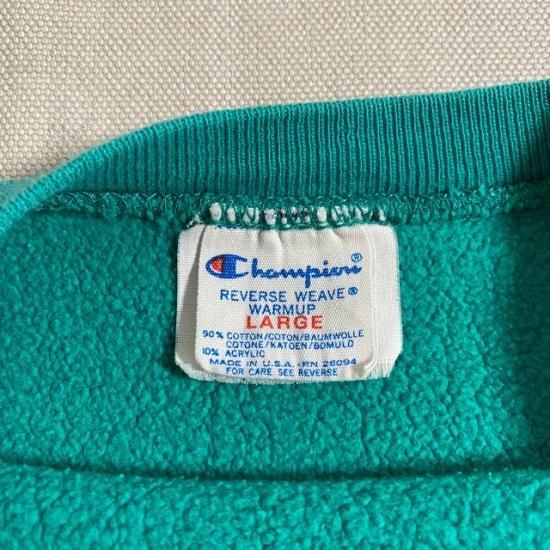 Champion®
REVERSE WEAVE®
WARMUP
LARGE
90% COTTON/COTON/BAUMWOLLE
COTONE/KATOEN/BOMULD
10% ACRYLIC
MADE IN U.S.A.-RN 26094
FOR CARE SEE REVERSE